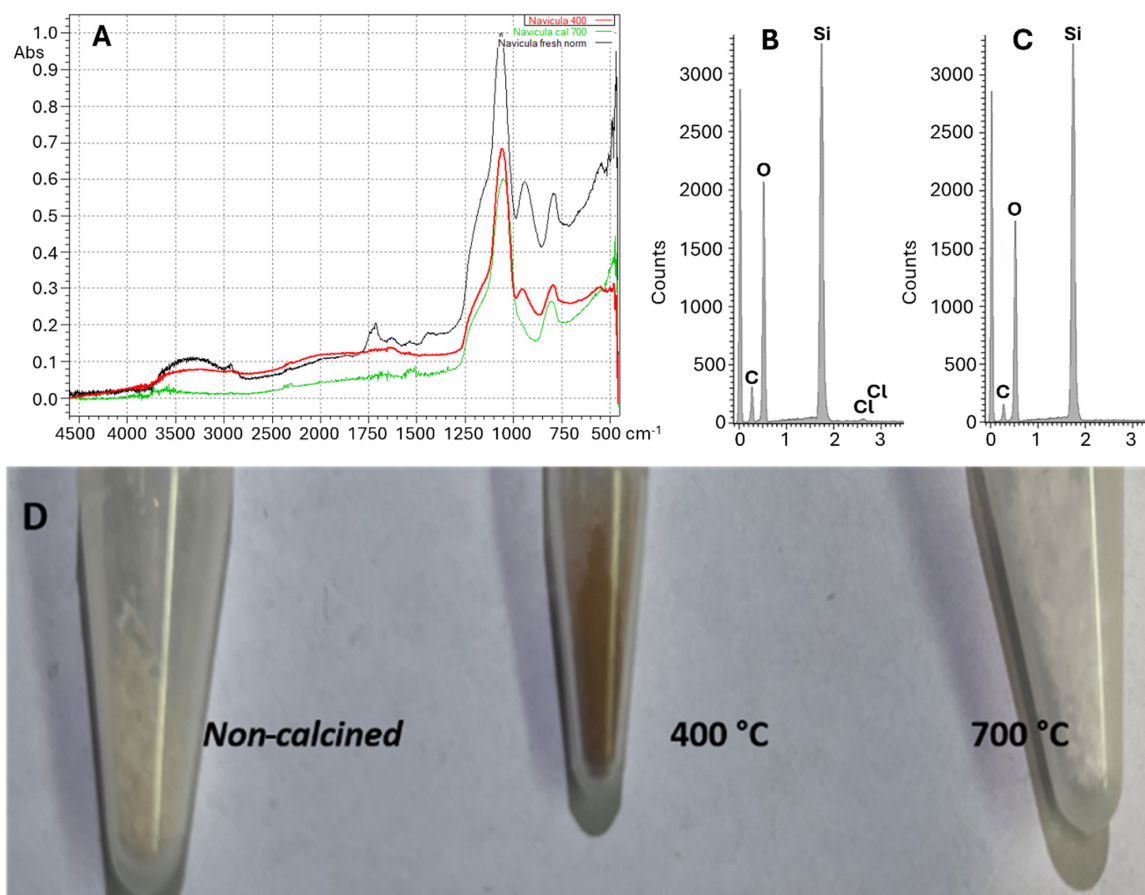 A
Abs
1.0
0.9
0.8
0.7
0.6
0.5
0.4
0.3
0.2
0.1
0.0
4500 4000 3500 3000 2500 2000 1750 1500 1250 1000 750 500 cm⁻¹
Navicula 400
Navicula cal 700
Navicula fresh norm
B
Si
O
C
Cl
Cl
Counts
3000
2500
2000
1500
1000
500
0
0 1 2 3
C
Si
O
C
Counts
3000
2500
2000
1500
1000
500
0
0 1 2 3
D
Non-calcined
400 °C
700 °C